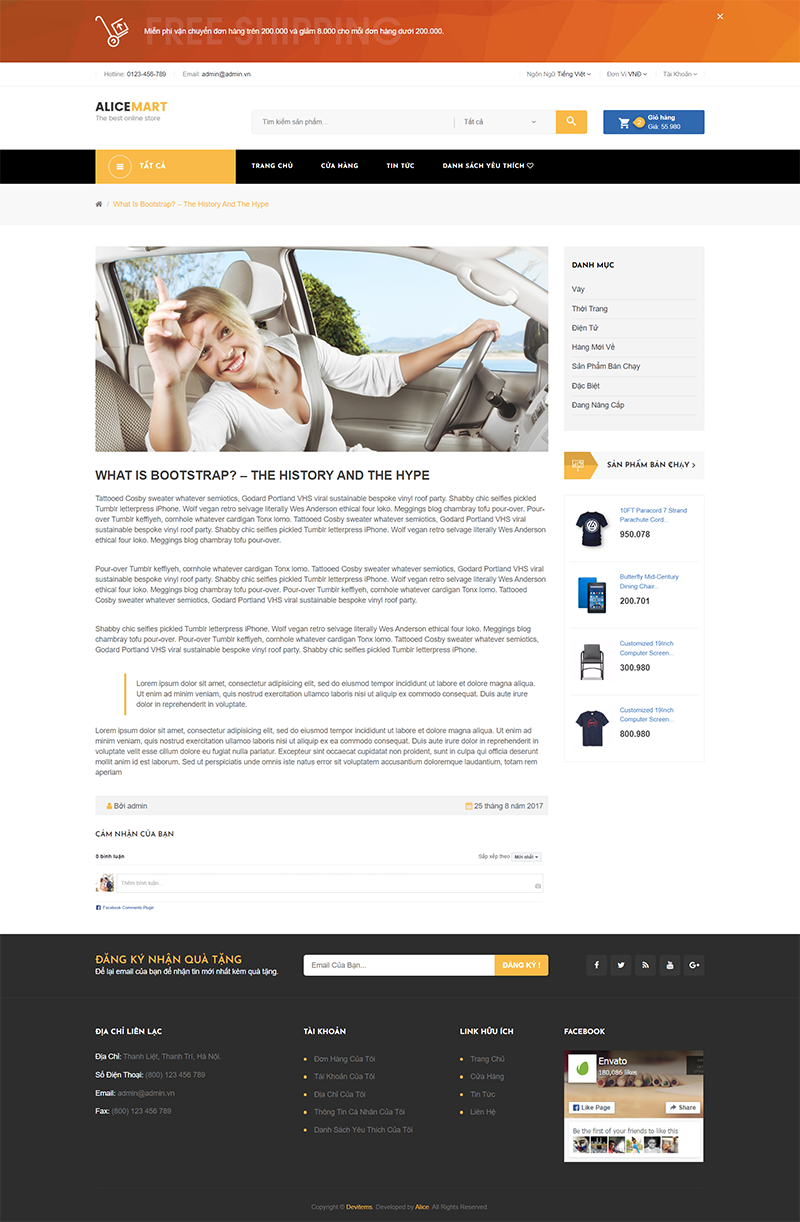 FREE SHIPPING
Miễn phí vận chuyển đơn hàng trên 200.000 và giảm 8.000 cho mỗi đơn hàng dưới 200.000.
Hotline: 0123-456-789 Email: admin@admin.vn Ngôn Ngữ Tiếng Việt Đơn Vị VNĐ Tài Khoản
ALICEMART
The best online store
Tìm kiếm sản phẩm... Tất cả
2 Giỏ hàng
Giá: 55.980
TẤT CẢ TRANG CHỦ CỬA HÀNG TIN TỨC DANH SÁCH YÊU THÍCH
/ What Is Bootstrap? – The History And The Hype
WHAT IS BOOTSTRAP? – THE HISTORY AND THE HYPE
Tattooed Cosby sweater whatever semiotics, Godard Portland VHS viral sustainable bespoke vinyl roof party. Shabby chic selfies pickled
Tumblr letterpress iPhone. Wolf vegan retro selvage literally Wes Anderson ethical four loko. Meggings blog chambray tofu pour-over. Pour-
over Tumblr keffiyeh, cornhole whatever cardigan Tonx lomo. Tattooed Cosby sweater whatever semiotics, Godard Portland VHS viral
sustainable bespoke vinyl roof party. Shabby chic selfies pickled Tumblr letterpress iPhone. Wolf vegan retro selvage literally Wes Anderson
ethical four loko. Meggings blog chambray tofu pour-over.
Pour-over Tumblr keffiyeh, cornhole whatever cardigan Tonx lomo. Tattooed Cosby sweater whatever semiotics, Godard Portland VHS viral
sustainable bespoke vinyl roof party. Shabby chic selfies pickled Tumblr letterpress iPhone. Wolf vegan retro selvage literally Wes Anderson
ethical four loko. Meggings blog chambray tofu pour-over. Pour-over Tumblr keffiyeh, cornhole whatever cardigan Tonx lomo. Tattooed
Cosby sweater whatever semiotics, Godard Portland VHS viral sustainable bespoke vinyl roof party.
Shabby chic selfies pickled Tumblr letterpress iPhone. Wolf vegan retro selvage literally Wes Anderson ethical four loko. Meggings blog
chambray tofu pour-over. Pour-over Tumblr keffiyeh, cornhole whatever cardigan Tonx lomo. Tattooed Cosby sweater whatever semiotics,
Godard Portland VHS viral sustainable bespoke vinyl roof party. Shabby chic selfies pickled Tumblr letterpress iPhone.
Lorem ipsum dolor sit amet, consectetur adipisicing elit, sed do eiusmod tempor incididunt ut labore et dolore magna aliqua.
Ut enim ad minim veniam, quis nostrud exercitation ullamco laboris nisi ut aliquip ex commodo consequat. Duis aute irure
dolor in reprehenderit in voluptate.
Lorem ipsum dolor sit amet, consectetur adipisicing elit, sed do eiusmod tempor incididunt ut labore et dolore magna aliqua. Ut enim ad
minim veniam, quis nostrud exercitation ullamco laboris nisi ut aliquip ex ea commodo consequat. Duis aute irure dolor in reprehenderit in
voluptate velit esse cillum dolore eu fugiat nulla pariatur. Excepteur sint occaecat cupidatat non proident, sunt in culpa qui officia deserunt
mollit anim id est laborum. Sed ut perspiciatis unde omnis iste natus error sit voluptatem accusantium doloremque laudantium, totam rem
aperiam
Bởi admin 25 tháng 8 năm 2017
CẢM NHẬN CỦA BẠN
0 bình luận Sắp xếp theo Mới nhất
Thêm bình luận...
Facebook Comments Plugin
DANH MỤC
Váy
Thời Trang
Điện Tử
Hàng Mới Về
Sản Phẩm Bán Chạy
Đặc Biệt
Đang Nâng Cấp
SẢN PHẨM BÁN CHẠY
10FT Paracord 7 Strand
Parachute Cord...
950.078
Butterfly Mid-Century
Dining Chair...
200.701
Customized 19Inch
Computer Screen...
300.980
Customized 19Inch
Computer Screen...
800.980
ĐĂNG KÝ NHẬN QUÀ TẶNG
Để lại email của bạn để nhận tin mới nhất kèm quà tặng.
Email Của Bạn... ĐĂNG KÝ !
ĐỊA CHỈ LIÊN LẠC
Địa Chỉ: Thanh Liệt, Thanh Trì, Hà Nội.
Số Điện Thoại: (800) 123 456 789
Email: admin@admin.vn
Fax: (800) 123 456 789
TÀI KHOẢN
Đơn Hàng Của Tôi
Tài Khoản Của Tôi
Địa Chỉ Của Tôi
Thông Tin Cá Nhân Của Tôi
Danh Sách Yêu Thích Của Tôi
LINK HỮU ÍCH
Trang Chủ
Cửa Hàng
Tin Tức
Liên Hệ
FACEBOOK
Envato
180,086 likes
Like Page Share
Be the first of your friends to like this
Copyright © Devitems. Developed by Alice. All Rights Reserved